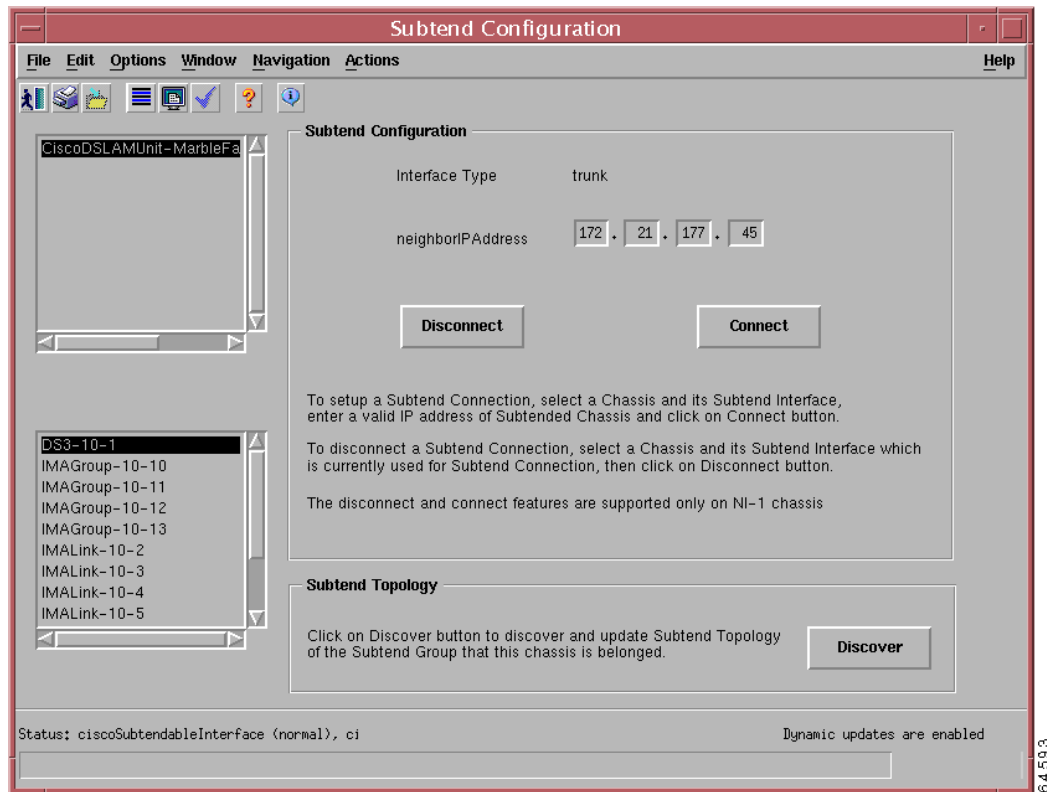 Subtend Configuration
File Edit Options Window Navigation Actions Help
CiscoDSLAMUnit-MarbleFa
Subtend Configuration
Interface Type trunk
neighborIPAddress 172 . 21 . 177 . 45
Disconnect Connect
To setup a Subtend Connection, select a Chassis and its Subtend Interface,
enter a valid IP address of Subtended Chassis and click on Connect button.
To disconnect a Subtend Connection, select a Chassis and its Subtend Interface which
is currently used for Subtend Connection, then click on Disconnect button.
The disconnect and connect features are supported only on NI-1 chassis
DS3-10-1
IMAGroup-10-10
IMAGroup-10-11
IMAGroup-10-12
IMAGroup-10-13
IMALink-10-2
IMALink-10-3
IMALink-10-4
IMALink-10-5
Subtend Topology
Click on Discover button to discover and update Subtend Topology
of the Subtend Group that this chassis is belonged.
Discover
Status: ciscoSubtendableInterface (normal), ci Dynamic updates are enabled
64593